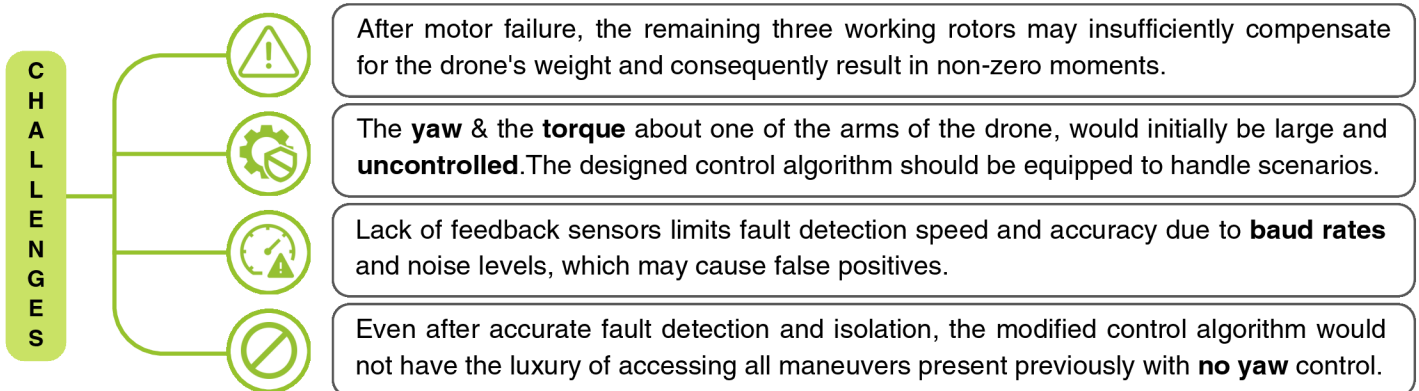 CHALLENGES
After motor failure, the remaining three working rotors may insufficiently compensate
for the drone's weight and consequently result in non-zero moments.
The yaw & the torque about one of the arms of the drone, would initially be large and
uncontrolled.The designed control algorithm should be equipped to handle scenarios.
Lack of feedback sensors limits fault detection speed and accuracy due to baud rates
and noise levels, which may cause false positives.
Even after accurate fault detection and isolation, the modified control algorithm would
not have the luxury of accessing all maneuvers present previously with no yaw control.